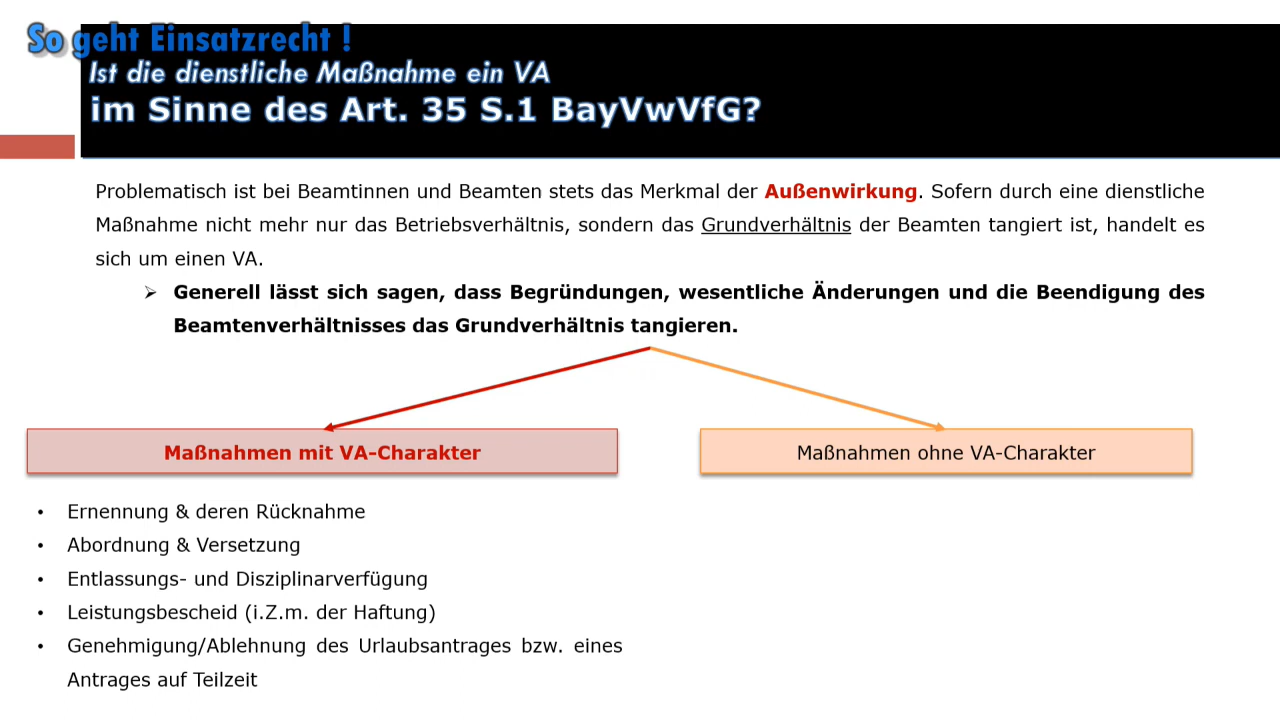 So geht Einsatzrecht !
Ist die dienstliche Maßnahme ein VA
im Sinne des Art. 35 S.1 BayVwVfG?
Problematisch ist bei Beamtinnen und Beamten stets das Merkmal der Außenwirkung. Sofern durch eine dienstliche
Maßnahme nicht mehr nur das Betriebsverhältnis, sondern das Grundverhältnis der Beamten tangiert ist, handelt es
sich um einen VA.
➢ Generell lässt sich sagen, dass Begründungen, wesentliche Änderungen und die Beendigung des
Beamtenverhältnisses das Grundverhältnis tangieren.
Maßnahmen mit VA-Charakter
• Ernennung & deren Rücknahme
• Abordnung & Versetzung
• Entlassungs- und Disziplinarverfügung
• Leistungsbescheid (i.Z.m. der Haftung)
• Genehmigung/Ablehnung des Urlaubsantrages bzw. eines
Antrages auf Teilzeit
Maßnahmen ohne VA-Charakter